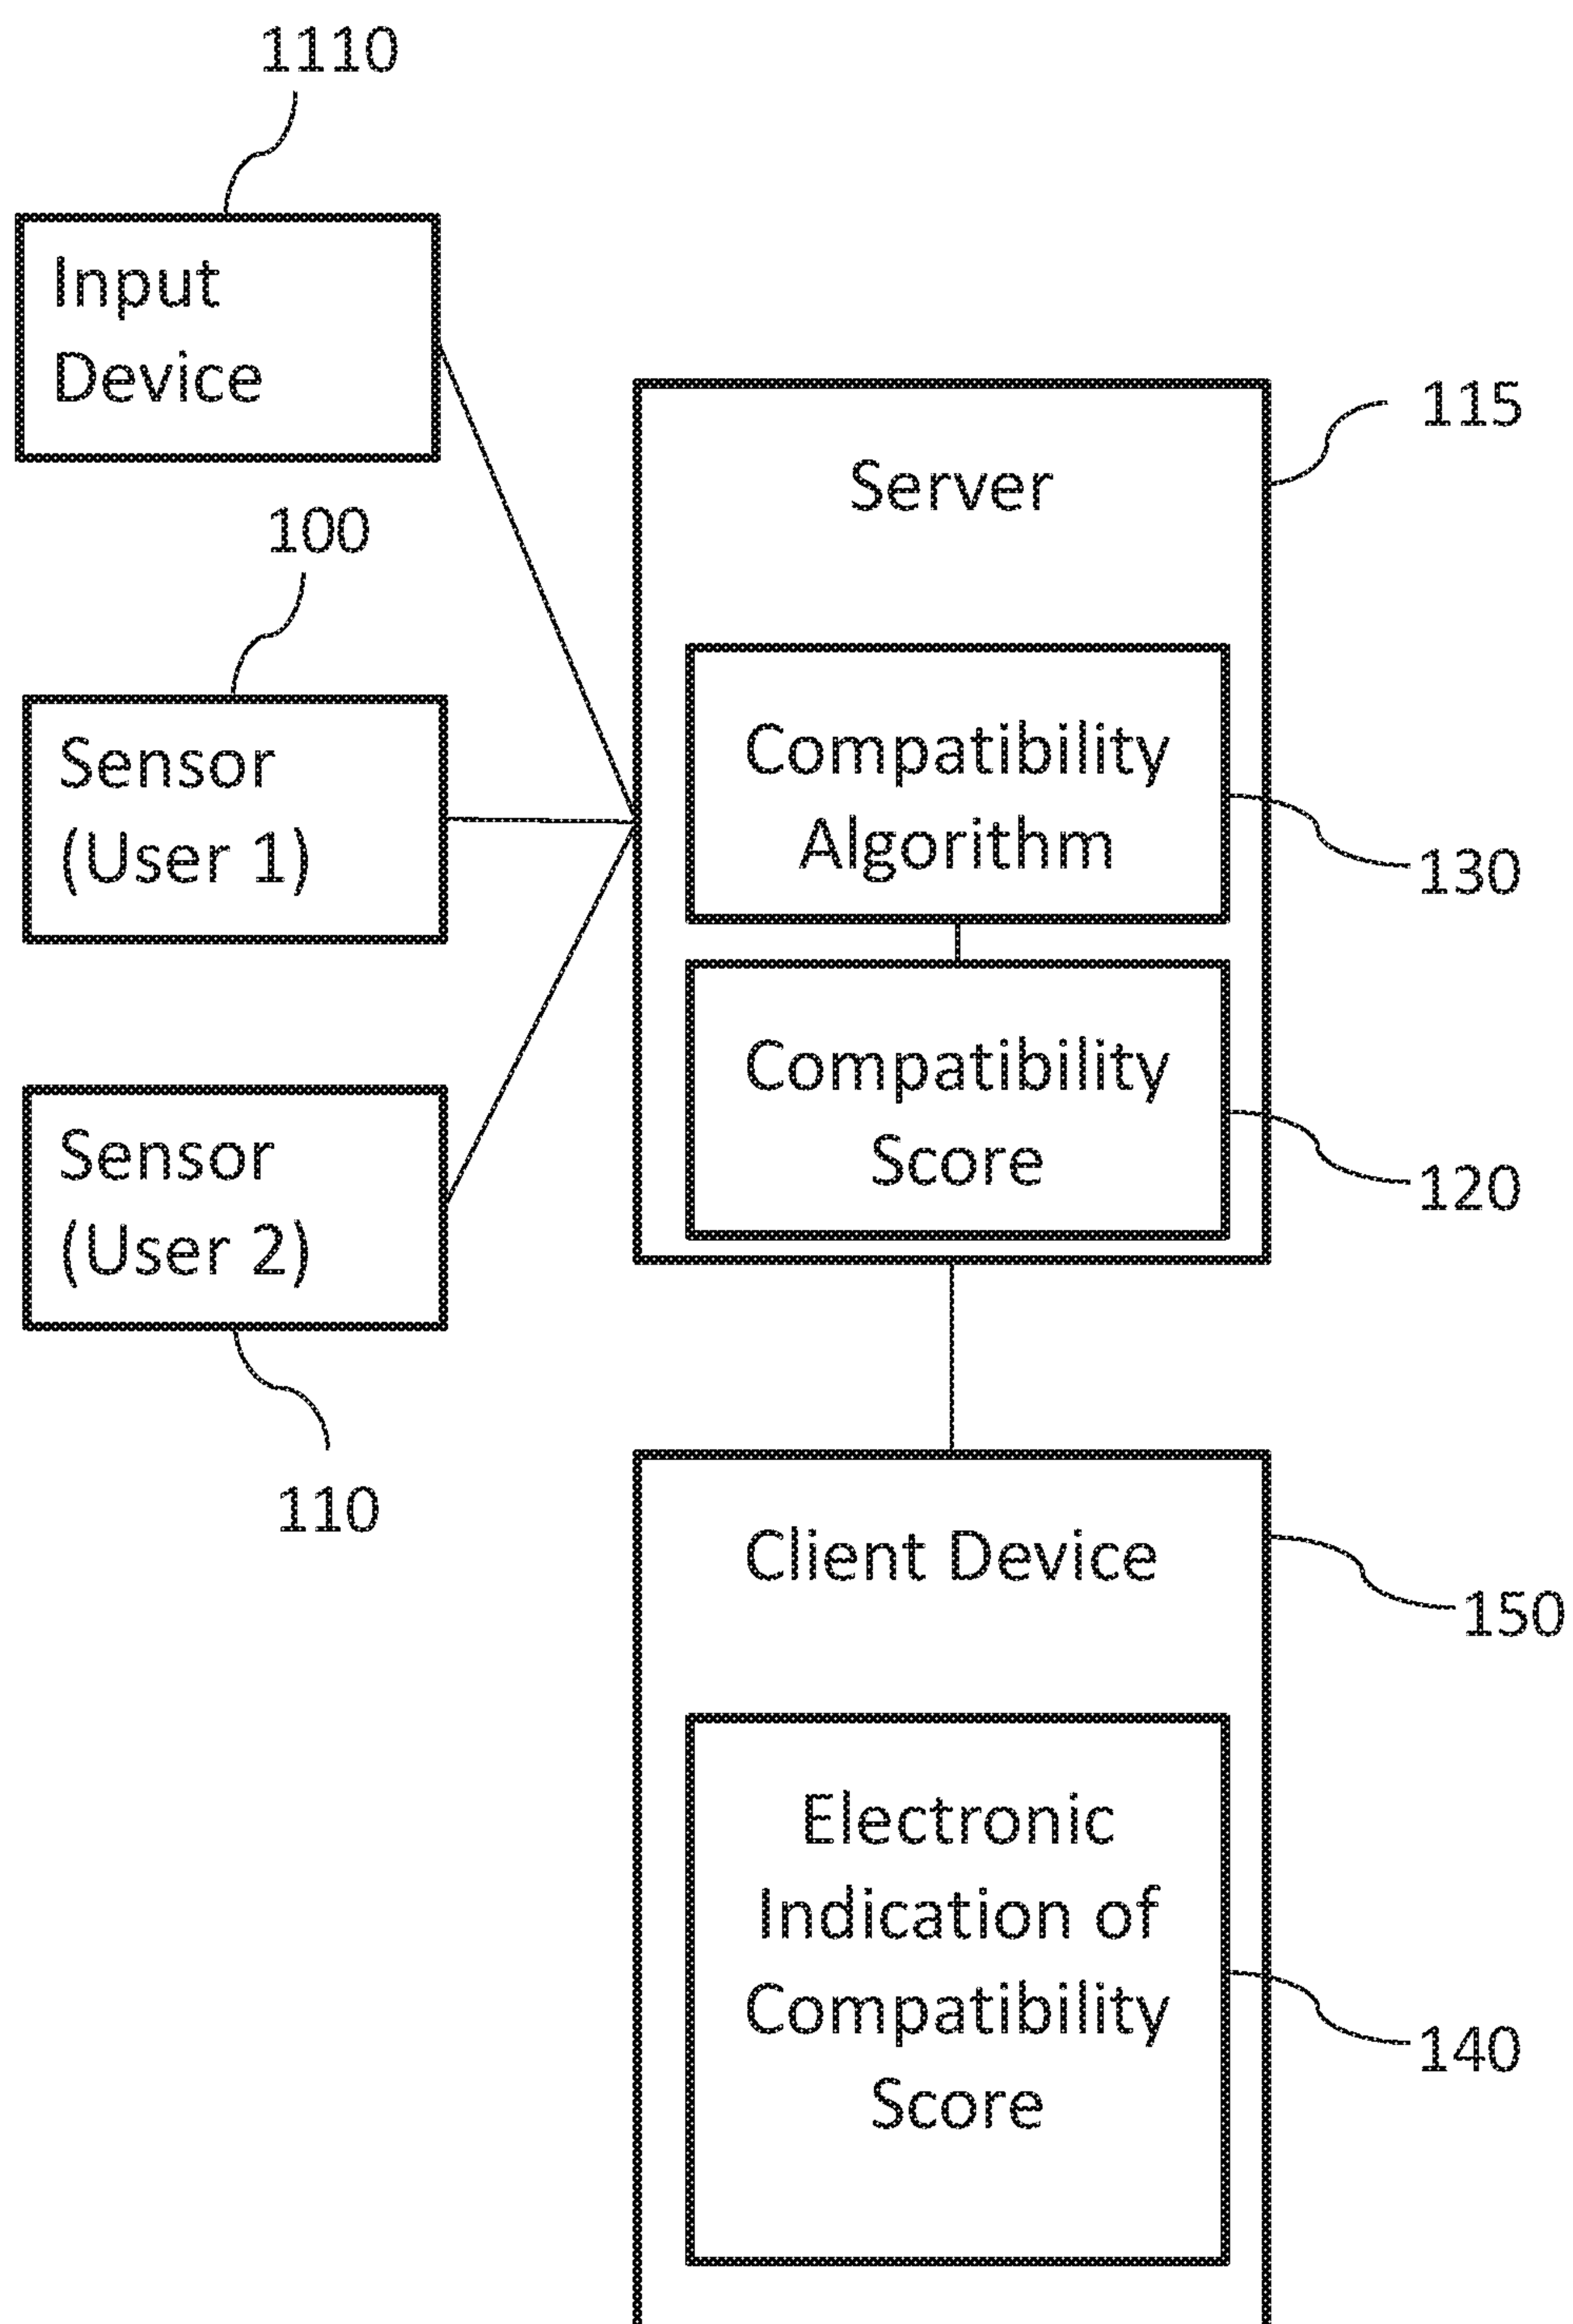 1110
Input
Device
100
Sensor
(User 1)
Sensor
(User 2)
110
Server
115
Compatibility
Algorithm
130
Compatibility
Score
120
Client Device
150
Electronic
Indication of
Compatibility
Score
140